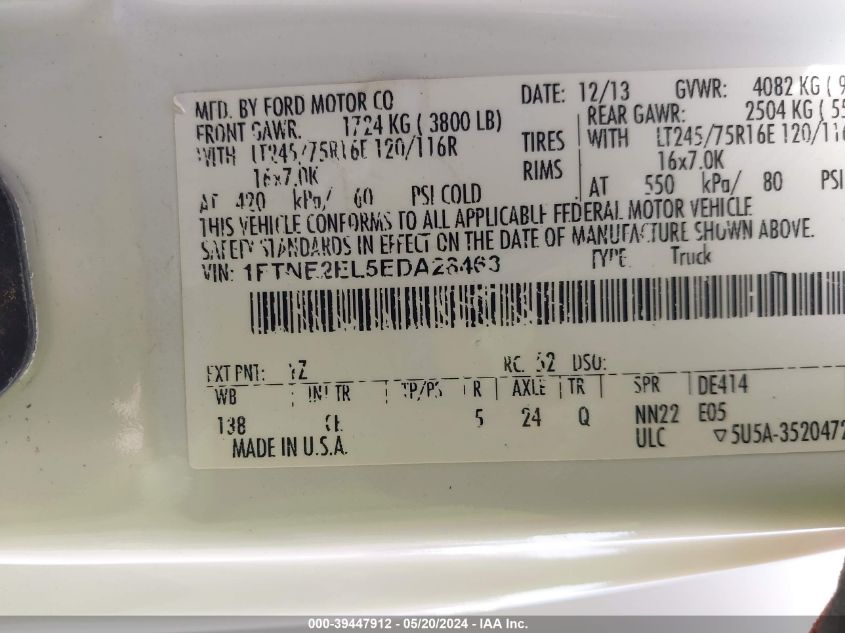 MFD. BY FORD MOTOR CO DATE: 12/13 GVWR: 4082 KG ( 9
FRONT GAWR: 1724 KG ( 3800 LB) REAR GAWR: 2504 KG ( 55
WITH LT245/75R16E 120/116R TIRES WITH LT245/75R16E 120/116
16x7.0K RIMS 16x7.0K
AT 420 kPa/ 60 PSI COLD AT 550 kPa/ 80 PSI
THIS VEHICLE CONFORMS TO ALL APPLICABLE FEDERAL MOTOR VEHICLE
SAFETY STANDARDS IN EFFECT ON THE DATE OF MANUFACTURE SHOWN ABOVE.
VIN: 1FTNE2EL5EDA28463 TYPE: Truck
EXT PNT: YZ RC: 52 DSO:
WB INT TR TP/PS R AXLE TR SPR DE414
138 CE 5 24 Q NN22 E05
MADE IN U.S.A. ULC ▽5U5A-3520472
000-39447912 — 05/20/2024 — IAA Inc.